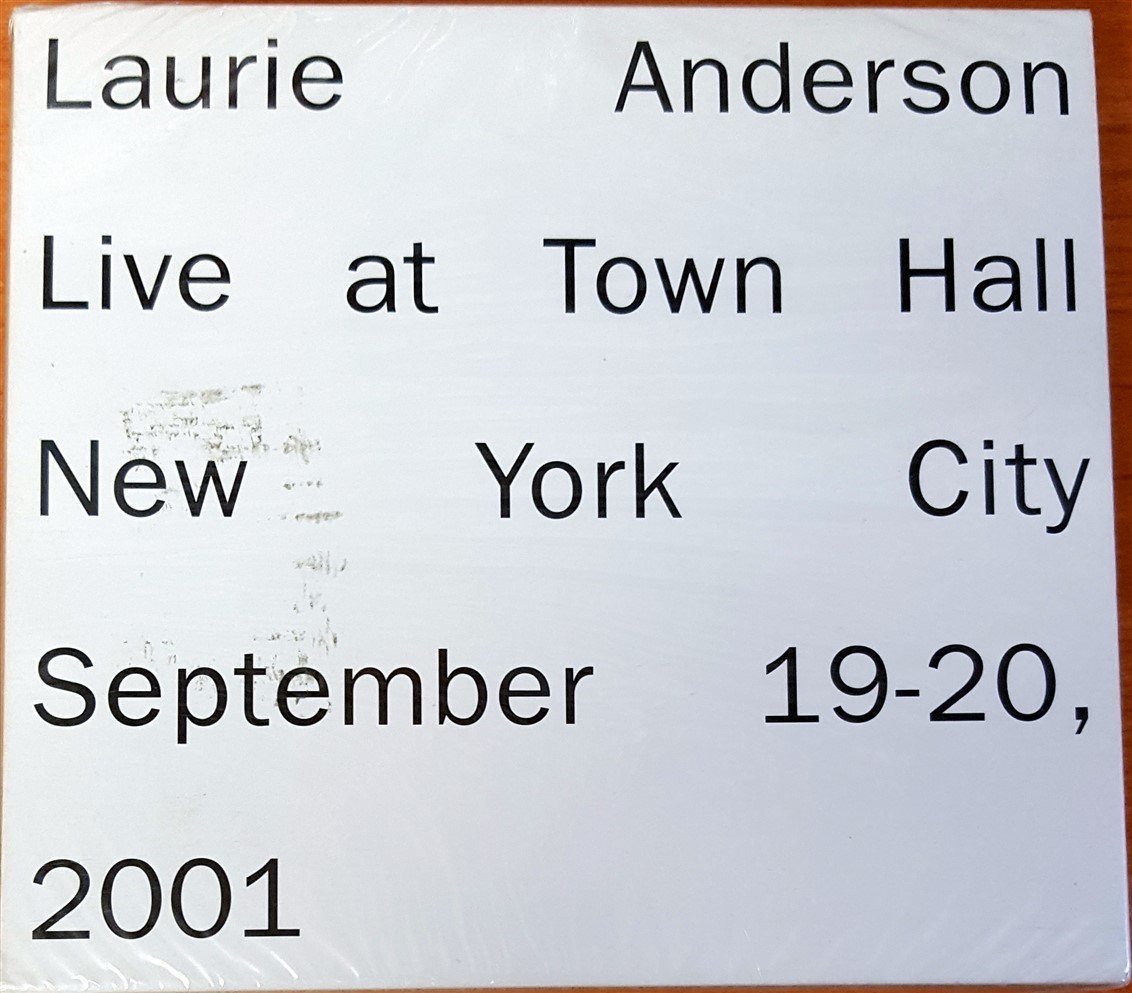 Laurie Anderson
Live at Town Hall
New York City
September 19-20,
2001